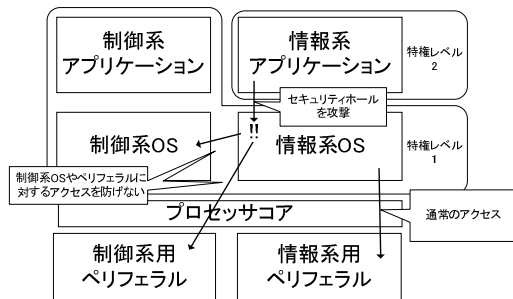 制御系
アプリケーション
情報系
アプリケーション
特権レベル
2
セキュリティホール
を攻撃
制御系OS
!!
情報系OS
特権レベル
1
制御系OSやペリフェラルに
対するアクセスを防げない
プロセッサコア
通常のアクセス
制御系用
ペリフェラル
情報系用
ペリフェラル